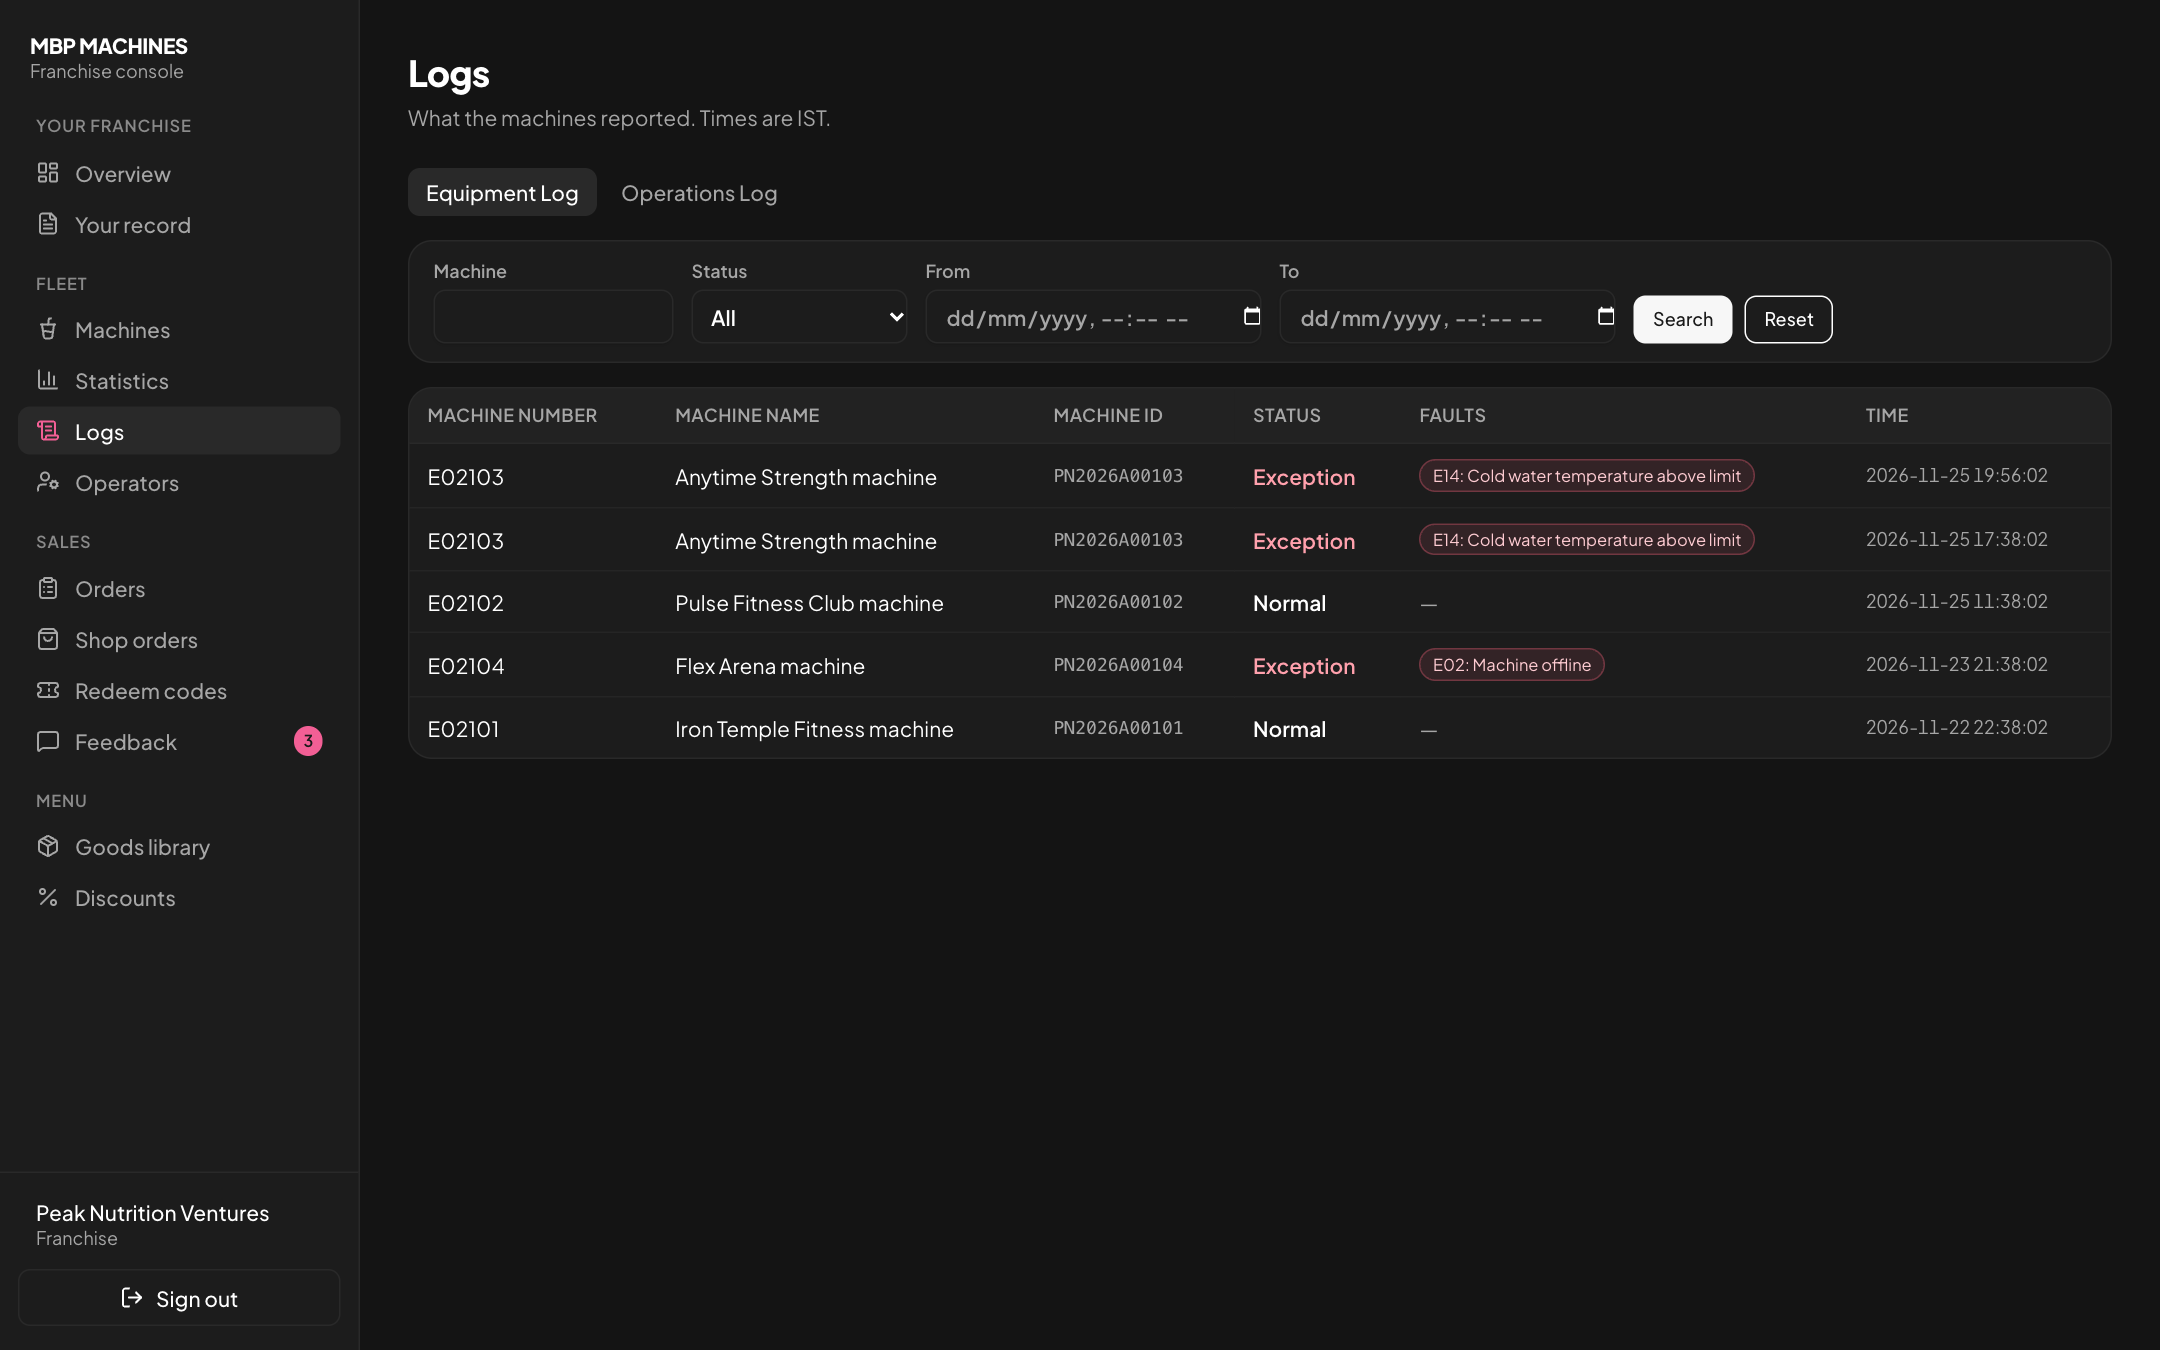 MBP MACHINES
Franchise console
YOUR FRANCHISE
Overview
Your record
FLEET
Machines
Statistics
Logs
Operators
SALES
Orders
Shop orders
Redeem codes
Feedback 3
MENU
Goods library
Discounts
Peak Nutrition Ventures
Franchise
Sign out
Logs
What the machines reported. Times are IST.
Equipment Log Operations Log
Machine Status From To
All dd/mm/yyyy, --:-- -- dd/mm/yyyy, --:-- -- Search Reset
MACHINE NUMBER MACHINE NAME MACHINE ID STATUS FAULTS TIME
E02103 Anytime Strength machine PN2026A00103 Exception E14: Cold water temperature above limit 2026-11-25 19:56:02
E02103 Anytime Strength machine PN2026A00103 Exception E14: Cold water temperature above limit 2026-11-25 17:38:02
E02102 Pulse Fitness Club machine PN2026A00102 Normal — 2026-11-25 11:38:02
E02104 Flex Arena machine PN2026A00104 Exception E02: Machine offline 2026-11-23 21:38:02
E02101 Iron Temple Fitness machine PN2026A00101 Normal — 2026-11-22 22:38:02